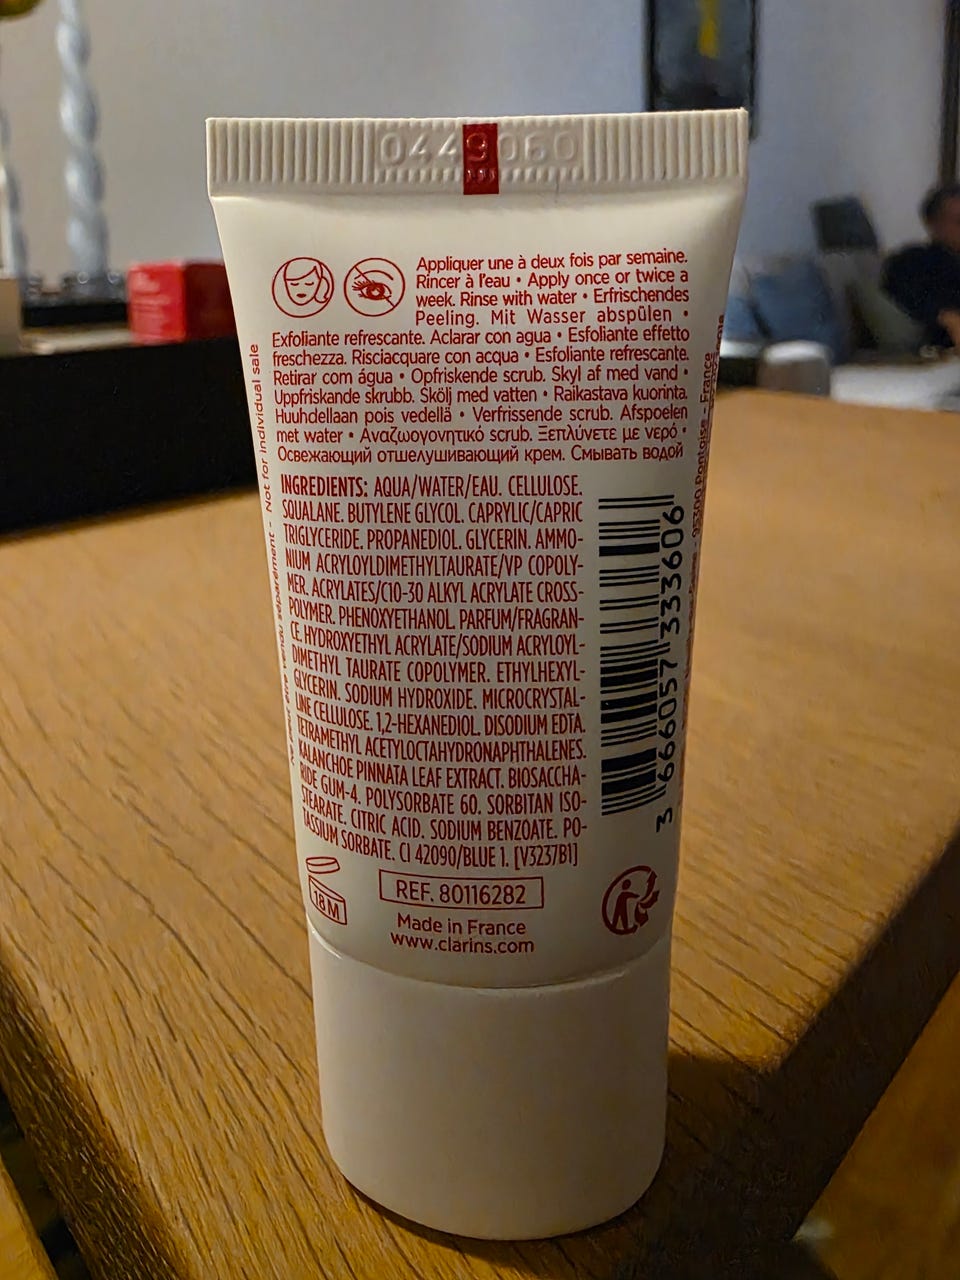 0449060
Appliquer une à deux fois par semaine.
Rincer à l'eau • Apply once or twice a
week. Rinse with water • Erfrischendes
Peeling. Mit Wasser abspülen •
Exfoliante refrescante. Aclarar con agua • Esfoliante effetto
freschezza. Risciacquare con acqua • Esfoliante refrescante.
Retirar com água • Opfriskende scrub. Skyl af med vand •
Uppfriskande skrubb. Skölj med vatten • Raikastava kuorinta.
Huuhdellaan pois vedellä • Verfrissende scrub. Afspoelen
met water • Αναζωογονητικό scrub. Ξεπλύνετε με νερό •
Освежающий отшелушивающий крем. Смывать водой
INGREDIENTS: AQUA/WATER/EAU. CELLULOSE.
SQUALANE. BUTYLENE GLYCOL. CAPRYLIC/CAPRIC
TRIGLYCERIDE. PROPANEDIOL. GLYCERIN. AMMO-
NIUM ACRYLOYLDIMETHYLTAURATE/VP COPOLY-
MER. ACRYLATES/C10-30 ALKYL ACRYLATE CROSS-
POLYMER. PHENOXYETHANOL. PARFUM/FRAGRAN-
CE. HYDROXYETHYL ACRYLATE/SODIUM ACRYLOYL-
DIMETHYL TAURATE COPOLYMER. ETHYLHEXYL-
GLYCERIN. SODIUM HYDROXIDE. MICROCRYSTAL-
LINE CELLULOSE. 1,2-HEXANEDIOL. DISODIUM EDTA.
TETRAMETHYL ACETYLOCTAHYDRONAPHTHALENES.
KALANCHOE PINNATA LEAF EXTRACT. BIOSACCHA-
RIDE GUM-4. POLYSORBATE 60. SORBITAN ISO-
STEARATE. CITRIC ACID. SODIUM BENZOATE. PO-
TASSIUM SORBATE. CI 42090/BLUE 1. [V3237B1]
3 666057 333606
18M
REF. 80116282
Made in France
www.clarins.com
Ne peut être vendu séparément - Not for individual sale
95300 Pontoise - France